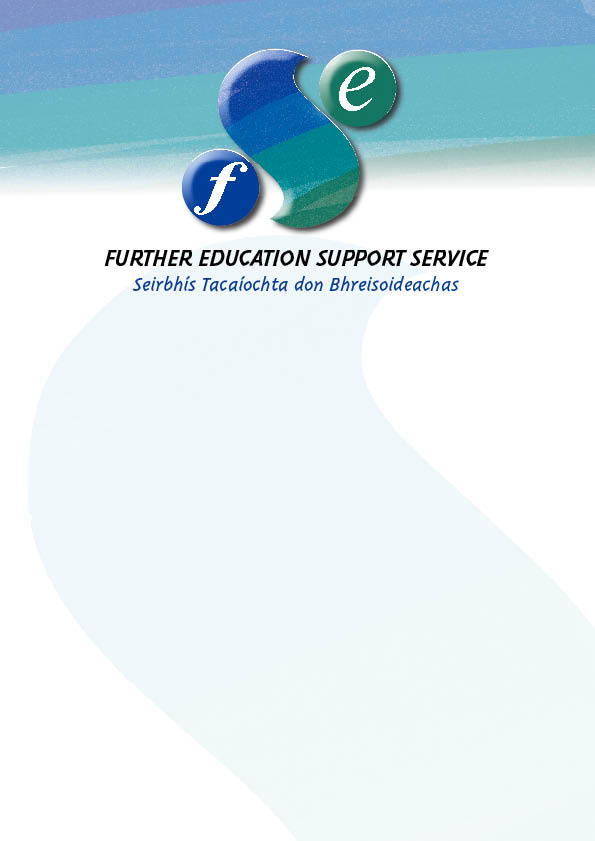 f e
FURTHER EDUCATION SUPPORT SERVICE
Seirbhís Tacaíochta don Bhreisoideachas